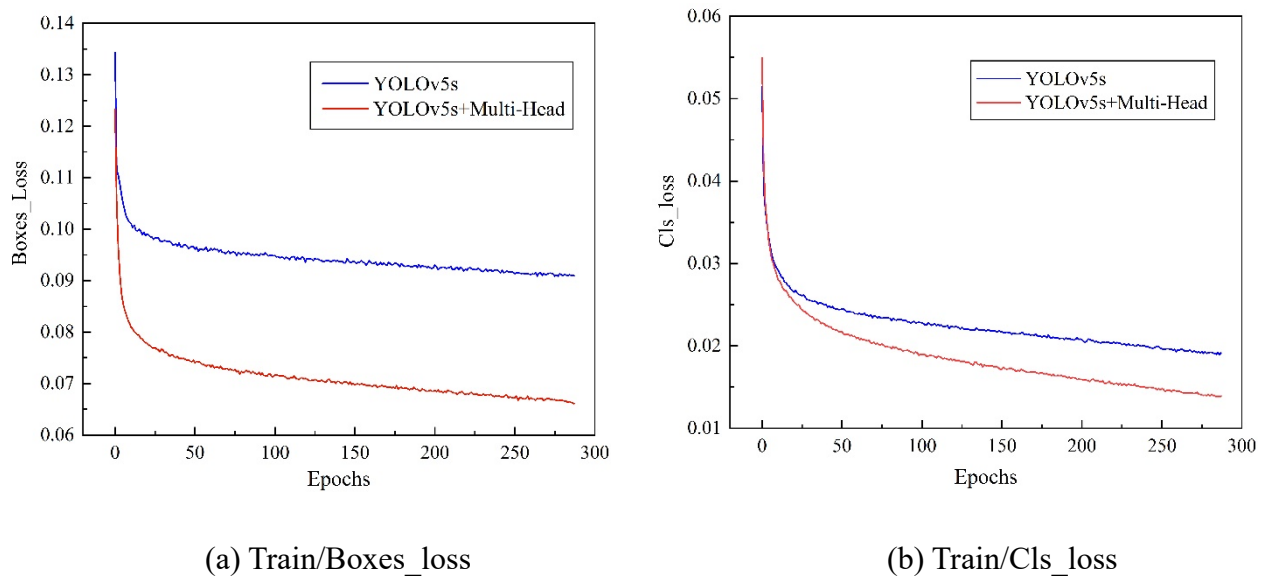 0.14
0.13
0.12
0.11
0.10
0.09
0.08
0.07
0.06
Boxes_Loss
YOLOv5s
YOLOv5s+Multi-Head
0 50 100 150 200 250 300
Epochs
(a) Train/Boxes_loss
0.06
0.05
0.04
0.03
0.02
0.01
Cls_loss
YOLOv5s
YOLOv5s+Multi-Head
0 50 100 150 200 250 300
Epochs
(b) Train/Cls_loss